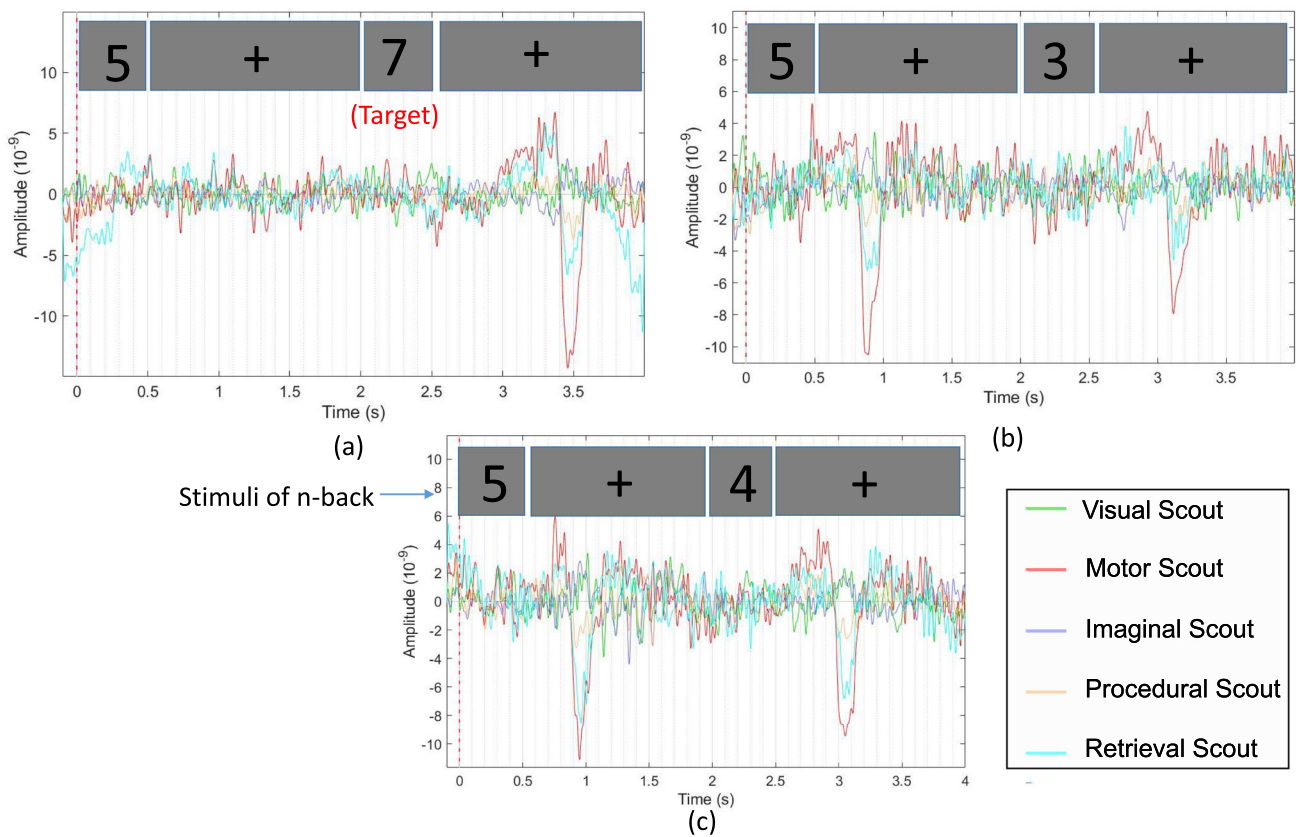 5 + 7 +
(Target)
10
5
0
-5
-10
Amplitude (10-9)
0 0.5 1 1.5 2 2.5 3 3.5
Time (s)
(a)
5 + 3 +
10
8
6
4
2
0
-2
-4
-6
-8
-10
Amplitude (10-9)
0 0.5 1 1.5 2 2.5 3 3.5
Time (s)
(b)
Stimuli of n-back
5 + 4 +
10
8
6
4
2
0
-2
-4
-6
-8
-10
Amplitude (10-9)
0 0.5 1 1.5 2 2.5 3 3.5 4
Time (s)
(c)
Visual Scout
Motor Scout
Imaginal Scout
Procedural Scout
Retrieval Scout